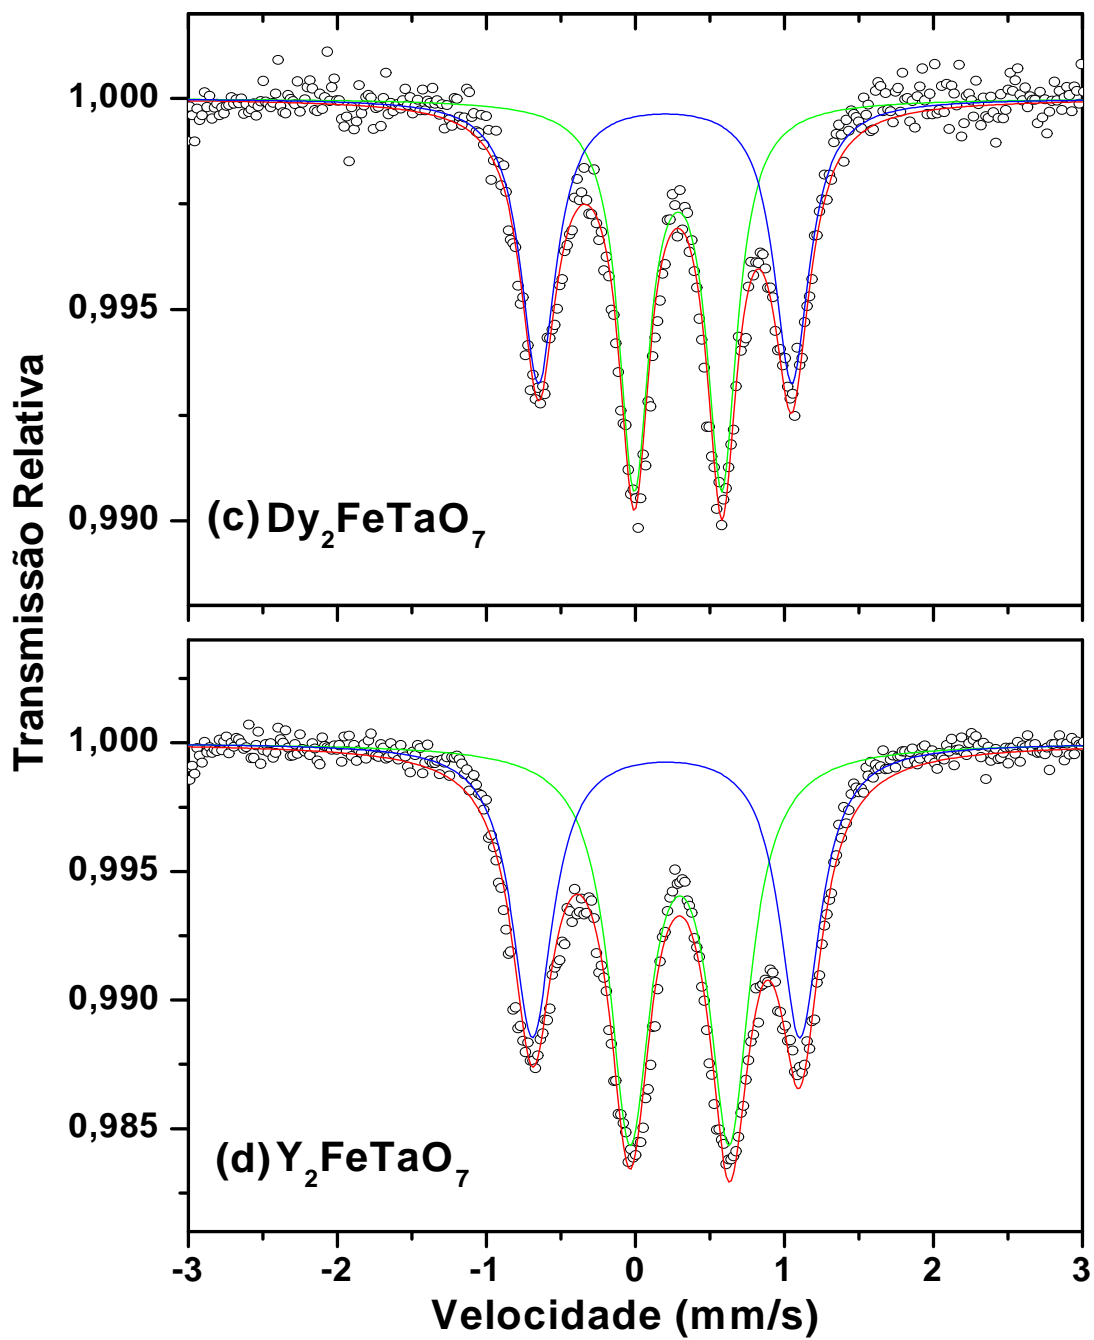 Transmissão Relativa
1,000
0,995
0,990
(c) Dy₂FeTaO₇
1,000
0,995
0,990
0,985
(d) Y₂FeTaO₇
-3 -2 -1 0 1 2 3
Velocidade (mm/s)